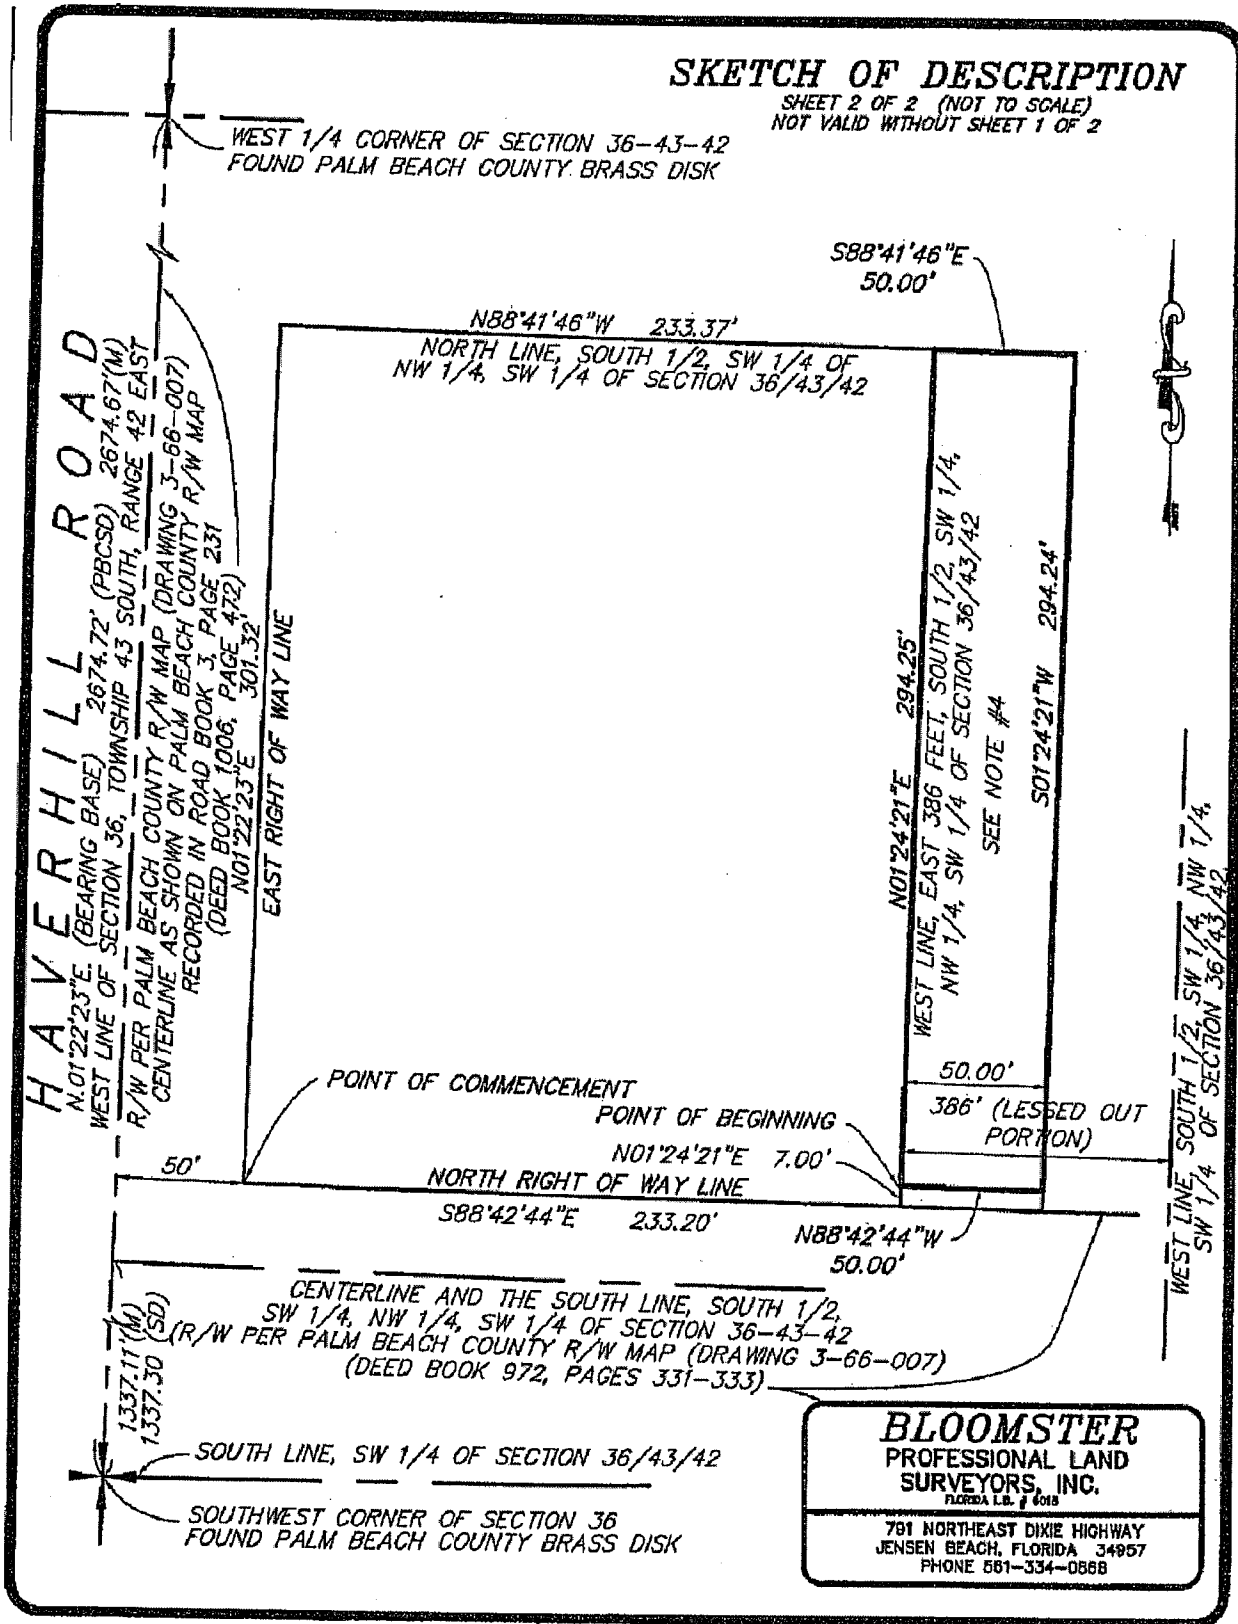 SKETCH OF DESCRIPTION
SHEET 2 OF 2 (NOT TO SCALE)
NOT VALID WITHOUT SHEET 1 OF 2
WEST 1/4 CORNER OF SECTION 36-43-42
FOUND PALM BEACH COUNTY BRASS DISK
S88°41'46"E
50.00'
N88°41'46"W 233.37'
NORTH LINE, SOUTH 1/2, SW 1/4 OF
NW 1/4, SW 1/4 OF SECTION 36/43/42
HAVERHILL ROAD
N.01°22'23"E. (BEARING BASE) 2674.72' (PBCSD) 2674.67'(M)
WEST LINE OF SECTION 36, TOWNSHIP 43 SOUTH, RANGE 42 EAST
R/W PER PALM BEACH COUNTY R/W MAP (DRAWING 3-66-007)
CENTERLINE AS SHOWN ON PALM BEACH COUNTY R/W MAP
RECORDED IN ROAD BOOK 3, PAGE 231
(DEED BOOK 1006, PAGE 472)
N01°22'23"E 301.32'
EAST RIGHT OF WAY LINE
N01°24'21"E 294.25'
WEST LINE, EAST 386 FEET, SOUTH 1/2, SW 1/4,
NW 1/4, SW 1/4 OF SECTION 36/43/42
SEE NOTE #4
S01°24'21"W 294.24'
WEST LINE, SOUTH 1/2, SW 1/4, NW 1/4,
SW 1/4 OF SECTION 36/43/42
50.00'
386' (LESSED OUT
PORTION)
POINT OF COMMENCEMENT
POINT OF BEGINNING
N01°24'21"E 7.00'
50'
NORTH RIGHT OF WAY LINE
S88°42'44"E 233.20'
N88°42'44"W
50.00'
CENTERLINE AND THE SOUTH LINE, SOUTH 1/2,
SW 1/4, NW 1/4, SW 1/4 OF SECTION 36-43-42
(R/W PER PALM BEACH COUNTY R/W MAP (DRAWING 3-66-007)
(DEED BOOK 972, PAGES 331-333)
1337.11'(M)
1337.30 (SD)
SOUTH LINE, SW 1/4 OF SECTION 36/43/42
SOUTHWEST CORNER OF SECTION 36
FOUND PALM BEACH COUNTY BRASS DISK
BLOOMSTER
PROFESSIONAL LAND
SURVEYORS, INC.
FLORIDA L.B. # 6018
791 NORTHEAST DIXIE HIGHWAY
JENSEN BEACH, FLORIDA 34957
PHONE 561-334-0868